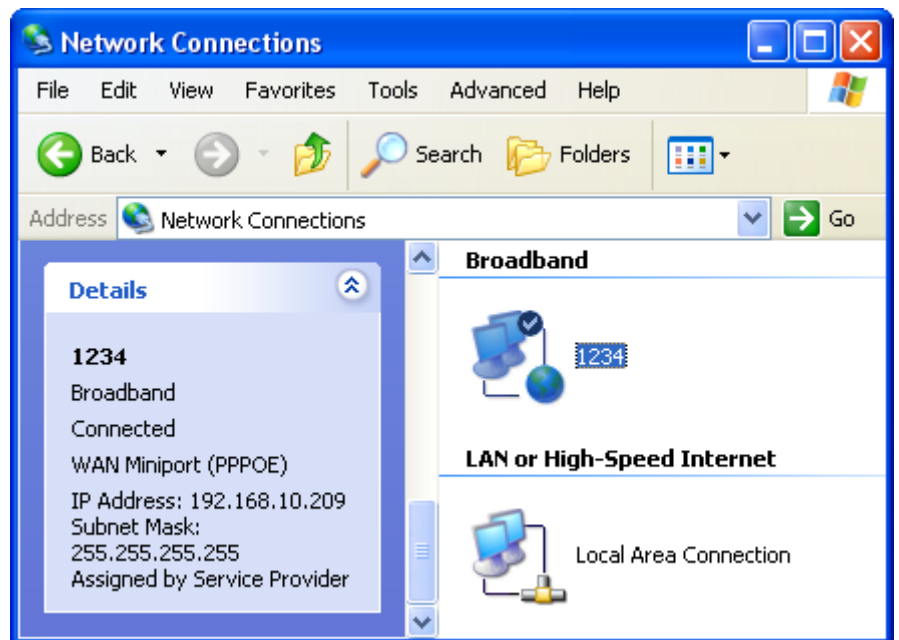 Network Connections
File Edit View Favorites Tools Advanced Help
Back Search Folders
Address Network Connections Go
Details
1234
Broadband
Connected
WAN Miniport (PPPOE)
IP Address: 192.168.10.209
Subnet Mask:
255.255.255.255
Assigned by Service Provider
Broadband
1234
LAN or High-Speed Internet
Local Area Connection